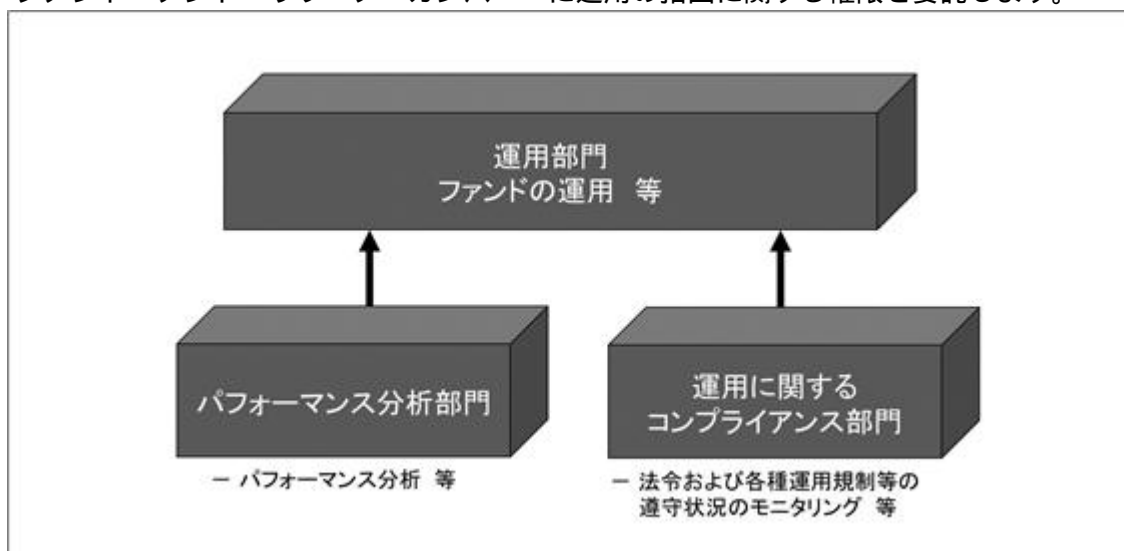 運用部門
ファンドの運用 等
パフォーマンス分析部門
運用に関する
コンプライアンス部門
― パフォーマンス分析 等
― 法令および各種運用規制等の
遵守状況のモニタリング 等